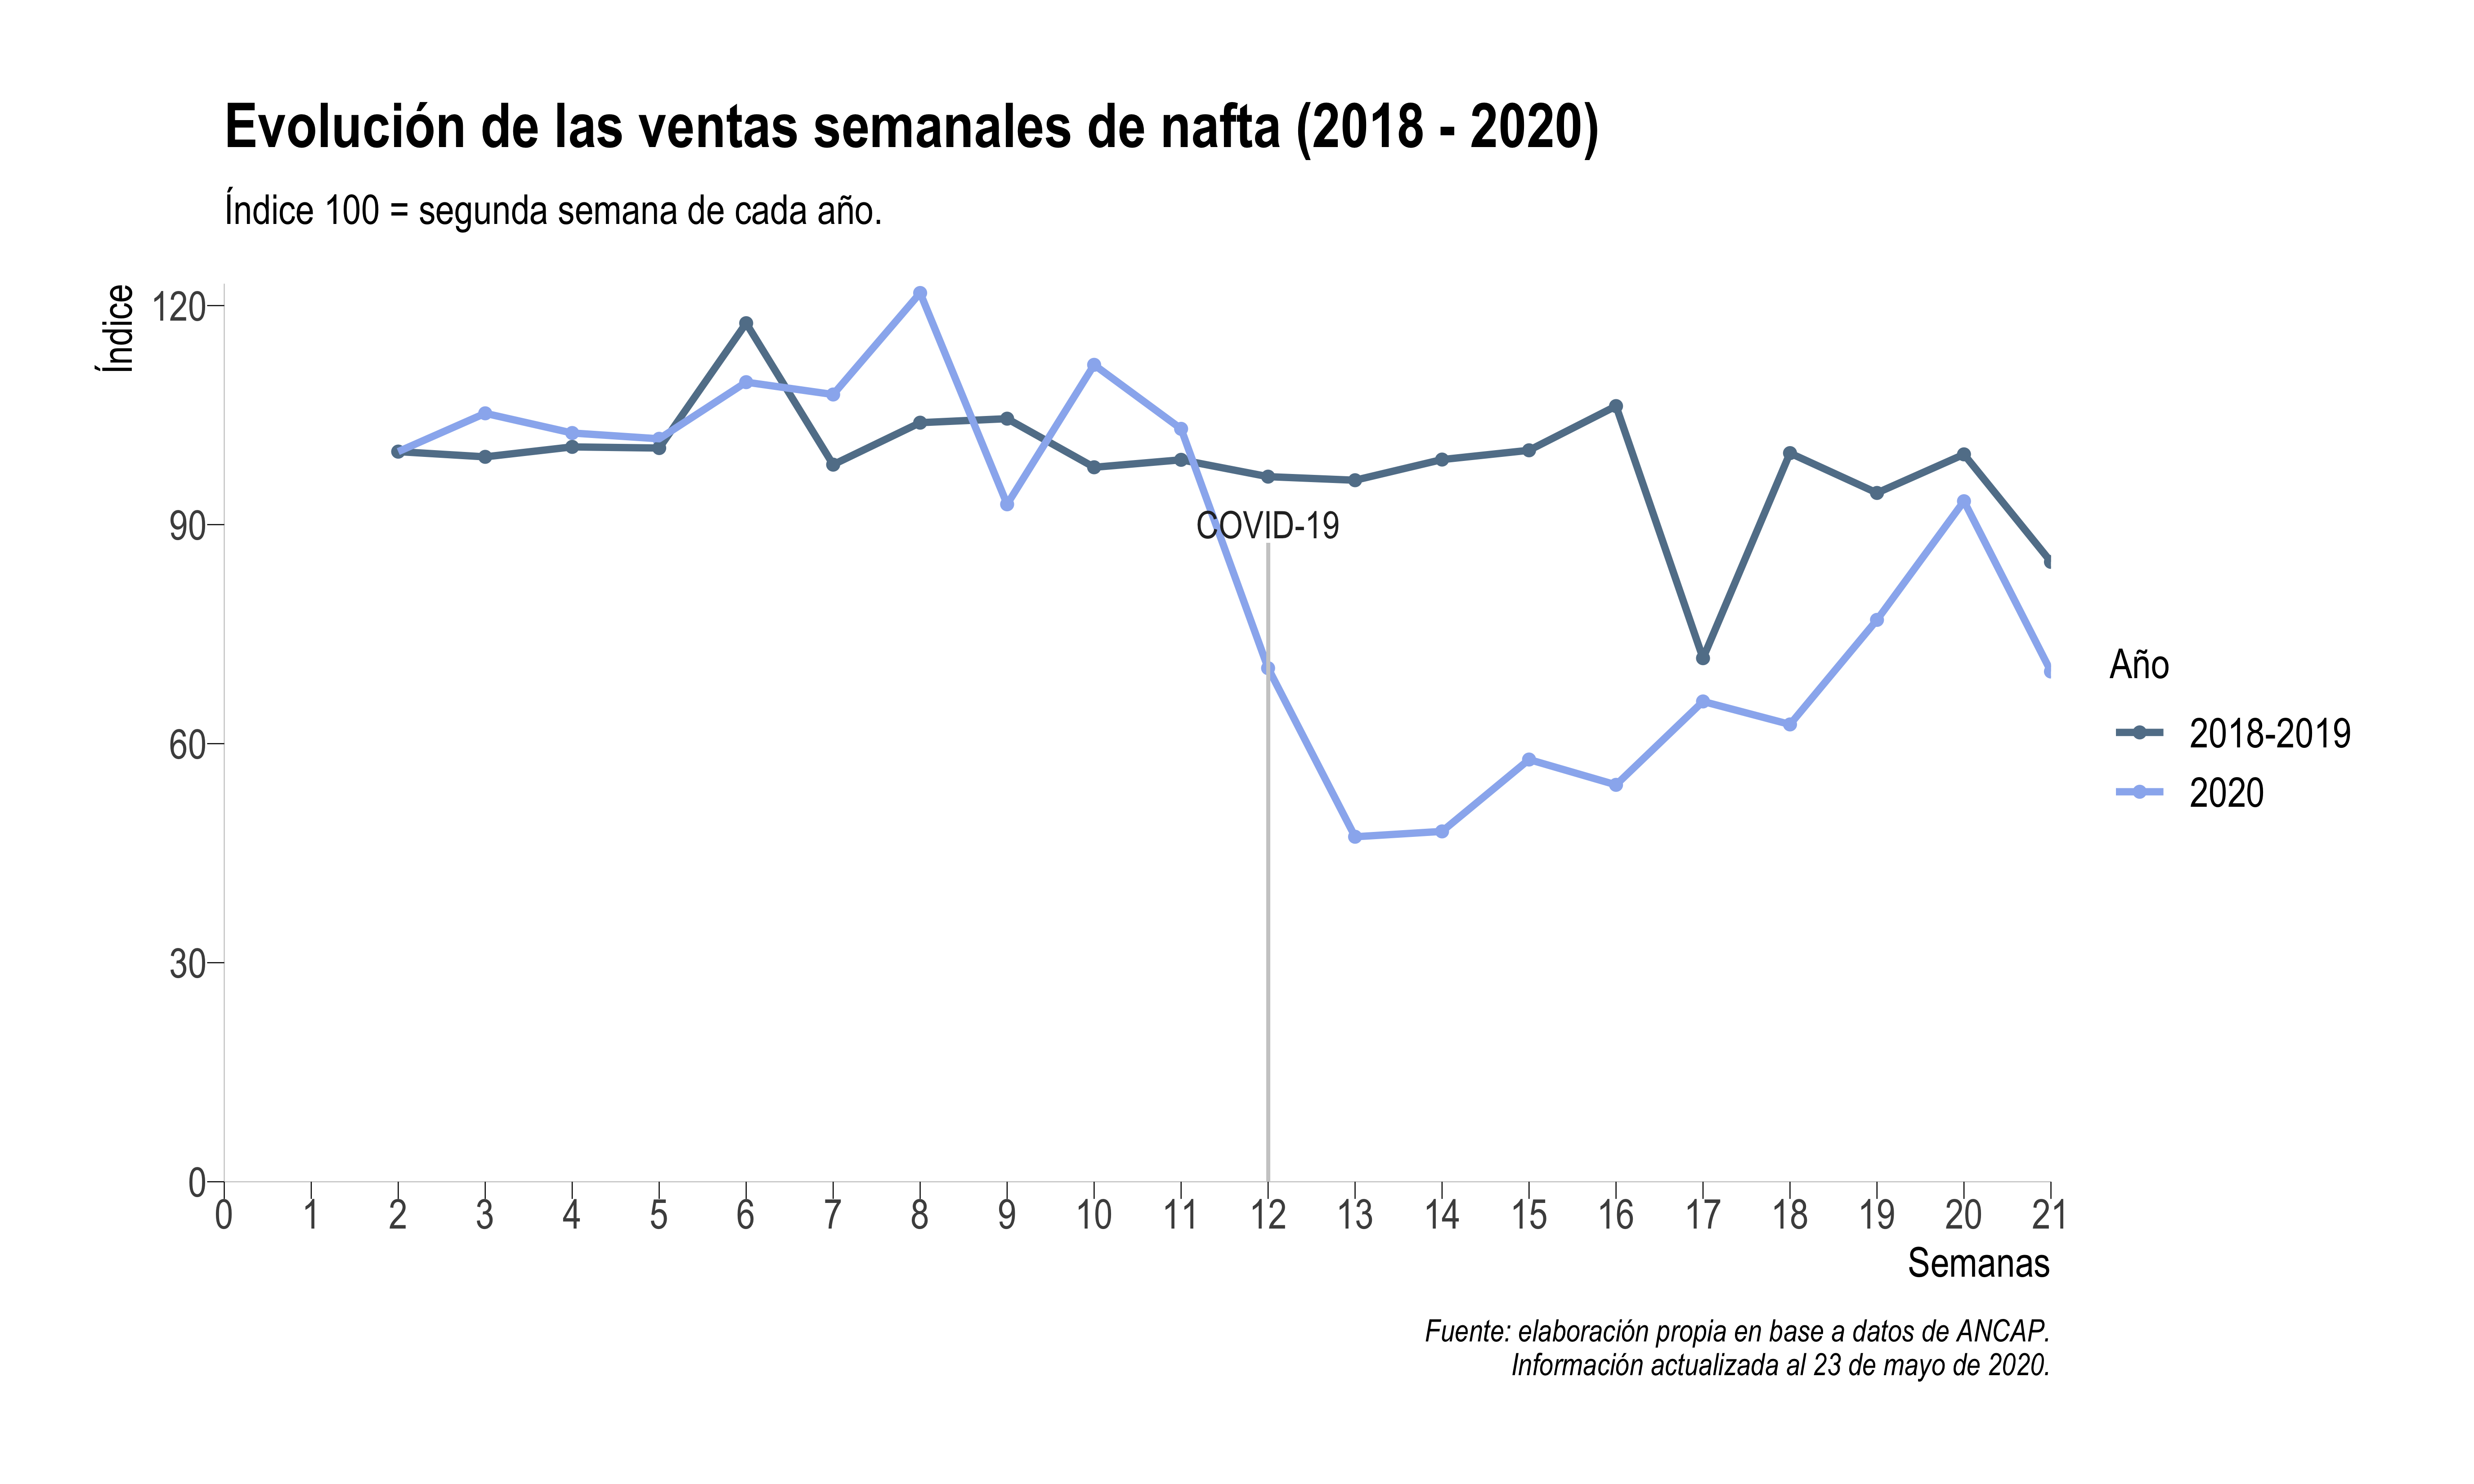 Evolución de las ventas semanales de nafta (2018 - 2020)
Índice 100 = segunda semana de cada año.
Índice
120
90
60
30
0
COVID-19
0 1 2 3 4 5 6 7 8 9 10 11 12 13 14 15 16 17 18 19 20 21
Semanas
Año
2018-2019
2020
Fuente: elaboración propia en base a datos de ANCAP.
Información actualizada al 23 de mayo de 2020.